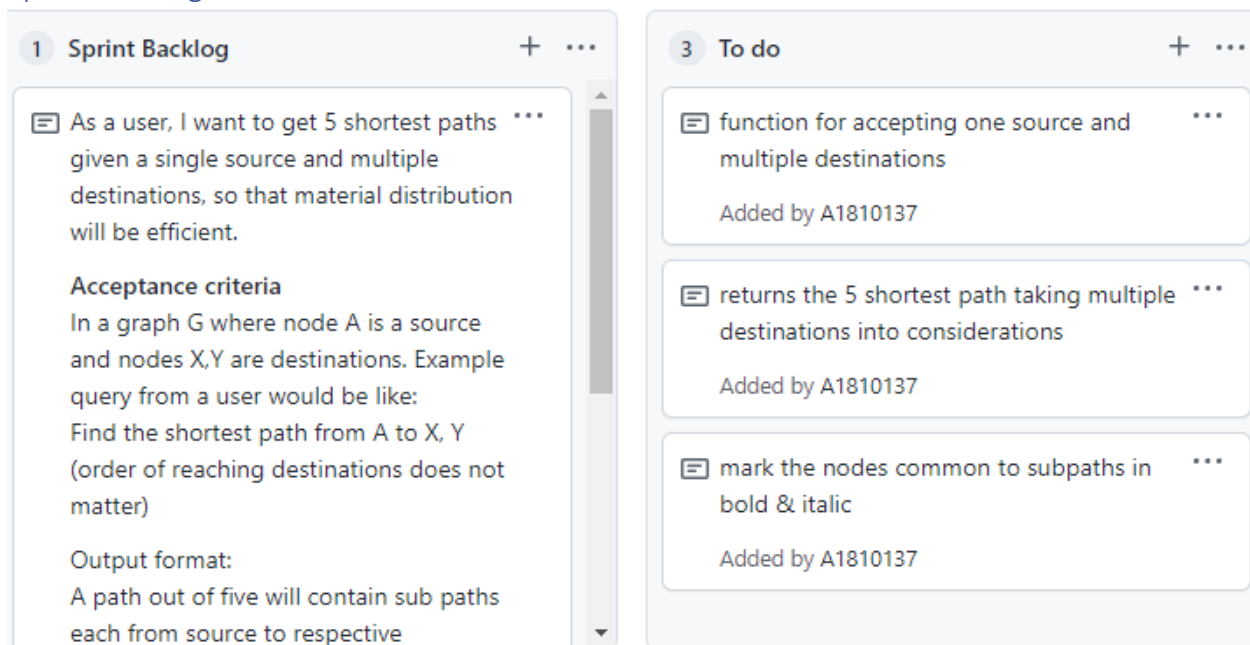 1 Sprint Backlog
As a user, I want to get 5 shortest paths
given a single source and multiple
destinations, so that material distribution
will be efficient.
Acceptance criteria
In a graph G where node A is a source
and nodes X,Y are destinations. Example
query from a user would be like:
Find the shortest path from A to X, Y
(order of reaching destinations does not
matter)
Output format:
A path out of five will contain sub paths
each from source to respective
3 To do
function for accepting one source and
multiple destinations
Added by A1810137
returns the 5 shortest path taking multiple
destinations into considerations
Added by A1810137
mark the nodes common to subpaths in
bold & italic
Added by A1810137